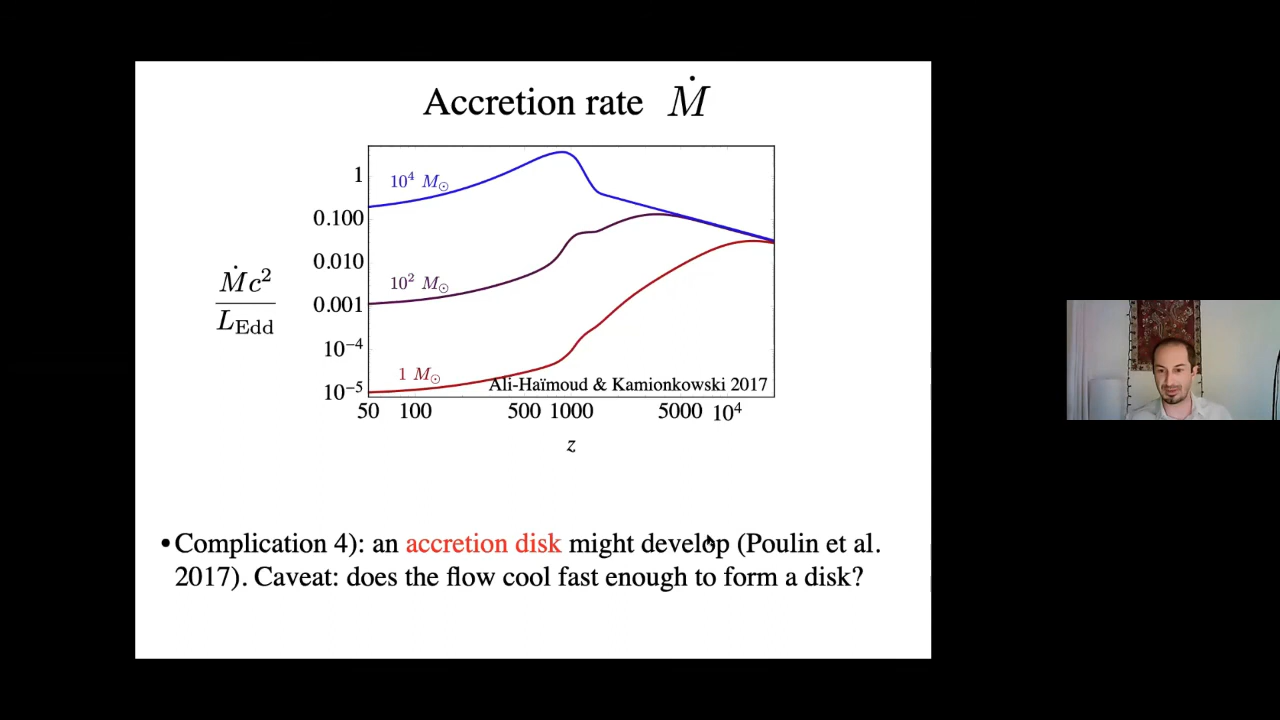 Accretion rate Ṁ
1
0.100
0.010
0.001
10⁻⁴
10⁻⁵
Ṁc²
L_Edd
10⁴ M☉
10² M☉
1 M☉
Ali-Haïmoud & Kamionkowski 2017
50 100 500 1000 5000 10⁴
z
•Complication 4): an accretion disk might develop (Poulin et al.
2017). Caveat: does the flow cool fast enough to form a disk?